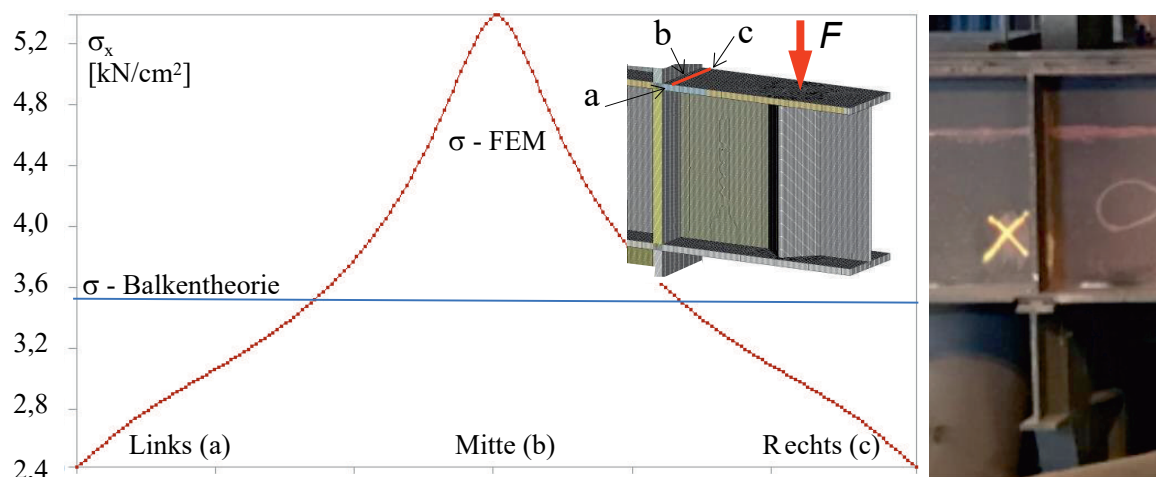 5,2
4,8
4,4
4,0
3,6
3,2
2,8
2,4
σx
[kN/cm²]
σ - FEM
σ - Balkentheorie
Links (a)
Mitte (b)
Rechts (c)
a
b
c
F
X